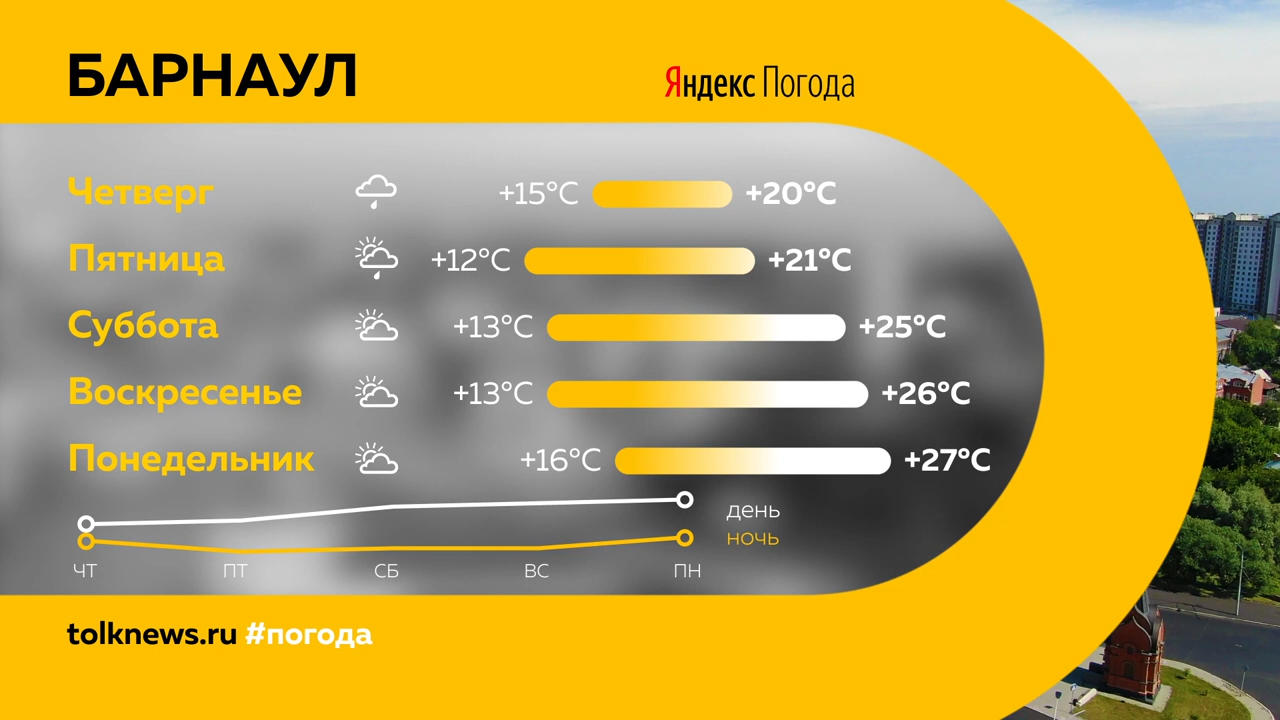 БАРНАУЛ
Яндекс Погода
Четверг +15°C +20°C
Пятница +12°C +21°C
Суббота +13°C +25°C
Воскресенье +13°C +26°C
Понедельник +16°C +27°C
день
ночь
ЧТ ПТ СБ ВС ПН
tolknews.ru #погода